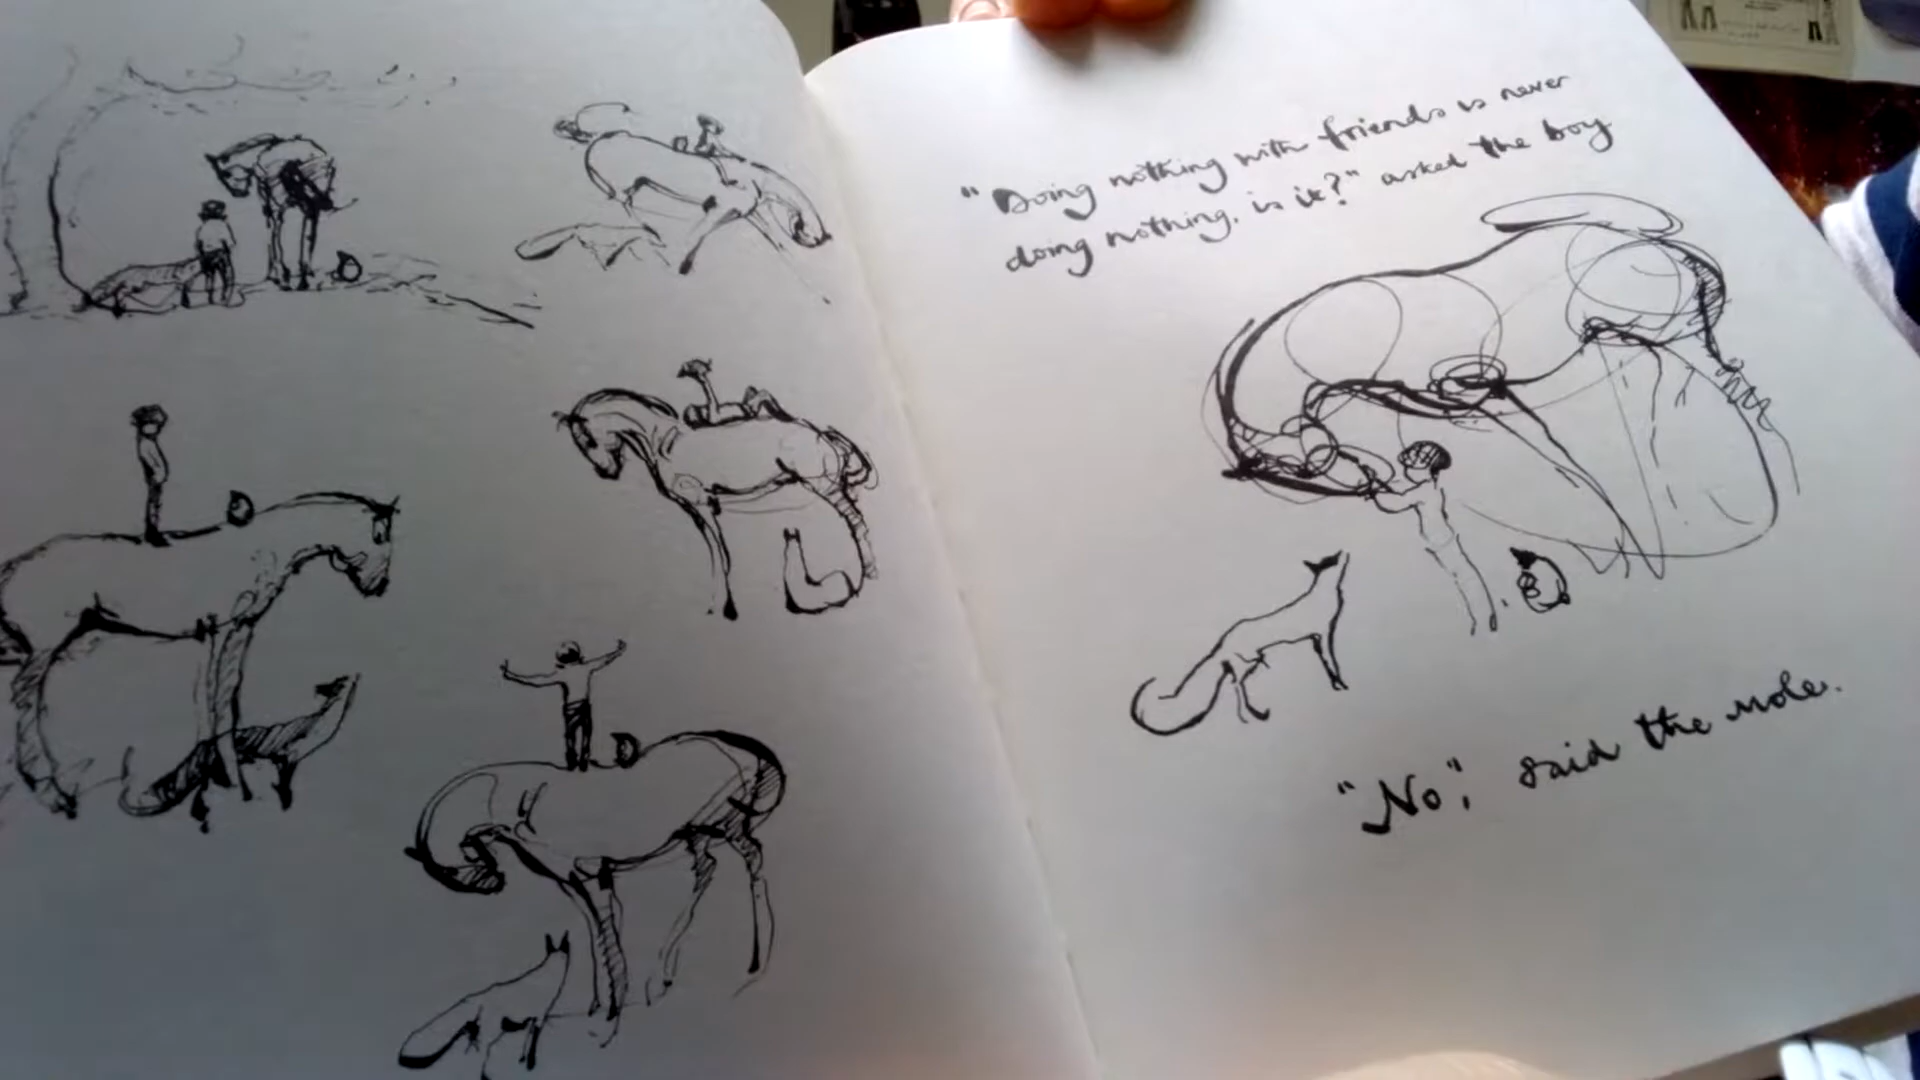 "Doing nothing with friends is never
doing nothing, is it?" asked the boy
"No", said the mole.